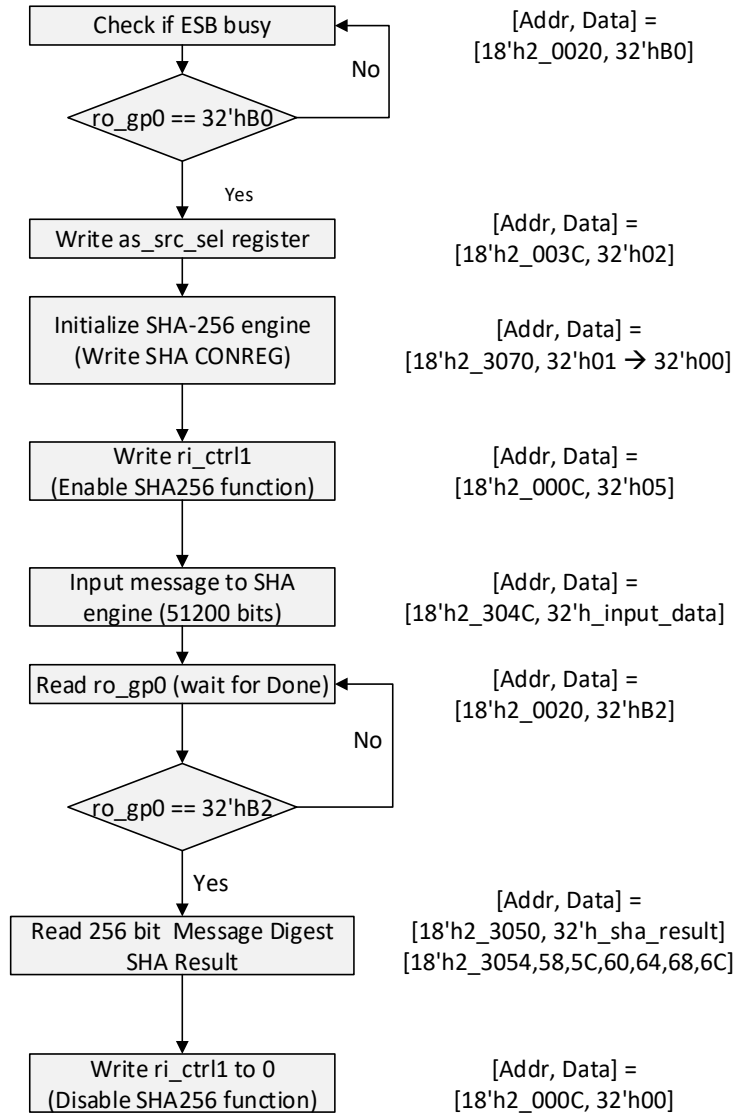 Check if ESB busy
[Addr, Data] =
[18'h2_0020, 32'hB0]
No
ro_gp0 == 32'hB0
Yes
Write as_src_sel register
[Addr, Data] =
[18'h2_003C, 32'h02]
Initialize SHA-256 engine
(Write SHA CONREG)
[Addr, Data] =
[18'h2_3070, 32'h01 → 32'h00]
Write ri_ctrl1
(Enable SHA256 function)
[Addr, Data] =
[18'h2_000C, 32'h05]
Input message to SHA
engine (51200 bits)
[Addr, Data] =
[18'h2_304C, 32'h_input_data]
Read ro_gp0 (wait for Done)
[Addr, Data] =
[18'h2_0020, 32'hB2]
No
ro_gp0 == 32'hB2
Yes
Read 256 bit Message Digest
SHA Result
[Addr, Data] =
[18'h2_3050, 32'h_sha_result]
[18'h2_3054,58,5C,60,64,68,6C]
Write ri_ctrl1 to 0
(Disable SHA256 function)
[Addr, Data] =
[18'h2_000C, 32'h00]